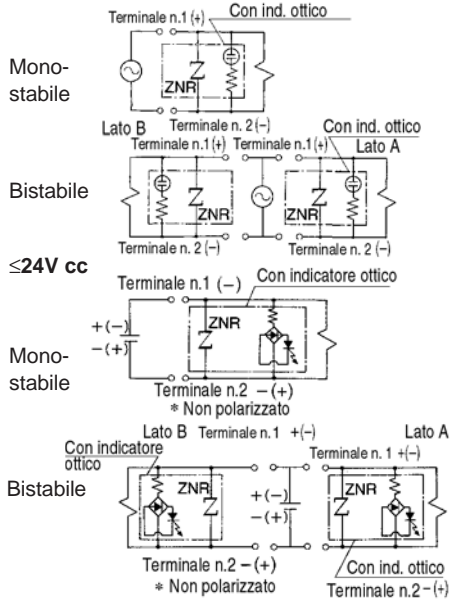 Terminale n.1 (+)
Con ind. ottico
Mono-
stabile
ZNR
Terminale n. 2 (−)
Lato B
Con ind. ottico
Terminale n.1 (+)
Terminale n.1 (+)
Lato A
Bistabile
ZNR
ZNR
Terminale n. 2 (−)
Terminale n. 2 (−)
≤24V cc
Terminale n.1 (−)
Con indicatore ottico
+(−)
−(+)
ZNR
Mono-
stabile
Terminale n.2 −(+)
* Non polarizzato
Lato B
Terminale n.1 +(−)
Lato A
Con indicatore
ottico
Terminale n. 1 +(−)
Bistabile
ZNR
+(−)
−(+)
ZNR
Terminale n.2 −(+)
* Non polarizzato
Con ind. ottico
Terminale n.2 −(+)